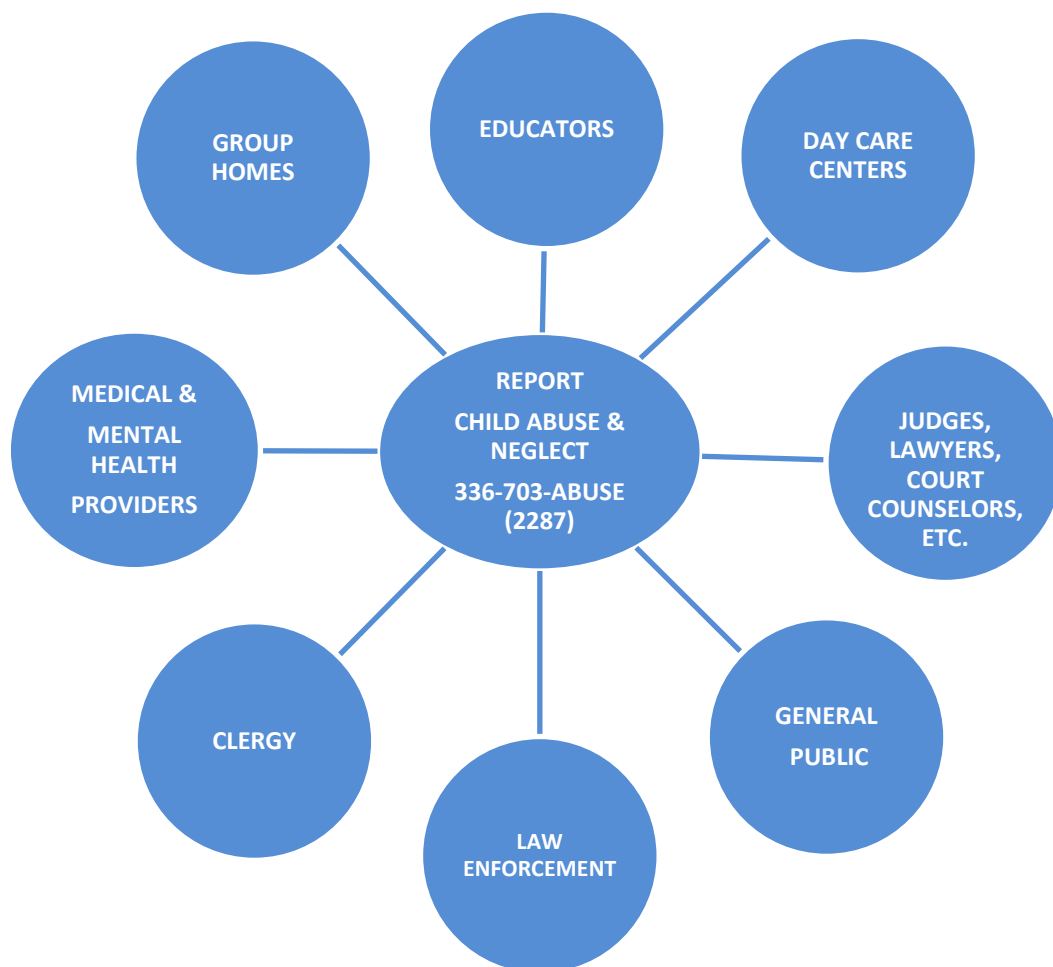 GROUP
HOMES
EDUCATORS
DAY CARE
CENTERS
MEDICAL &
MENTAL
HEALTH
PROVIDERS
REPORT
CHILD ABUSE &
NEGLECT
336-703-ABUSE
(2287)
JUDGES,
LAWYERS,
COURT
COUNSELORS,
ETC.
CLERGY
LAW
ENFORCEMENT
GENERAL
PUBLIC